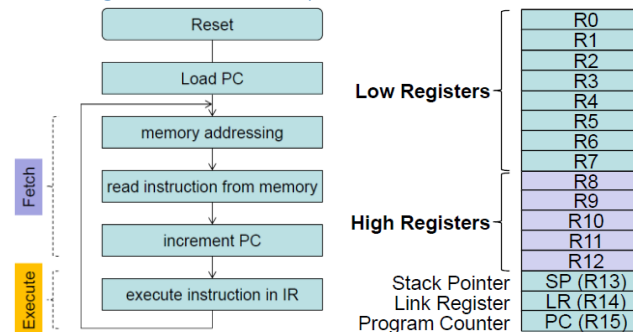 Reset
Load PC
memory addressing
read instruction from memory
increment PC
execute instruction in IR
Fetch
Execute
Low Registers
High Registers
Stack Pointer
Link Register
Program Counter
R0
R1
R2
R3
R4
R5
R6
R7
R8
R9
R10
R11
R12
SP (R13)
LR (R14)
PC (R15)